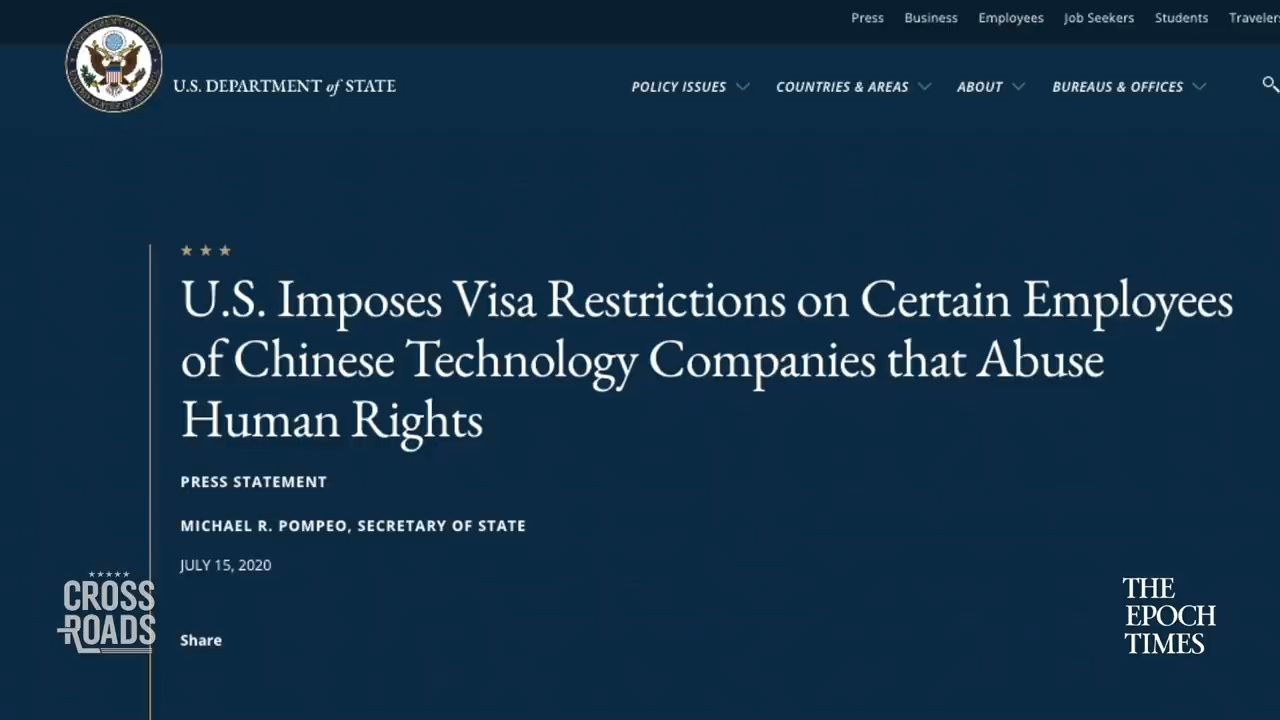 Press Business Employees Job Seekers Students Travelers
U.S. DEPARTMENT of STATE
POLICY ISSUES COUNTRIES & AREAS ABOUT BUREAUS & OFFICES
U.S. Imposes Visa Restrictions on Certain Employees
of Chinese Technology Companies that Abuse
Human Rights
PRESS STATEMENT
MICHAEL R. POMPEO, SECRETARY OF STATE
JULY 15, 2020
Share
CROSS
ROADS
THE
EPOCH
TIMES